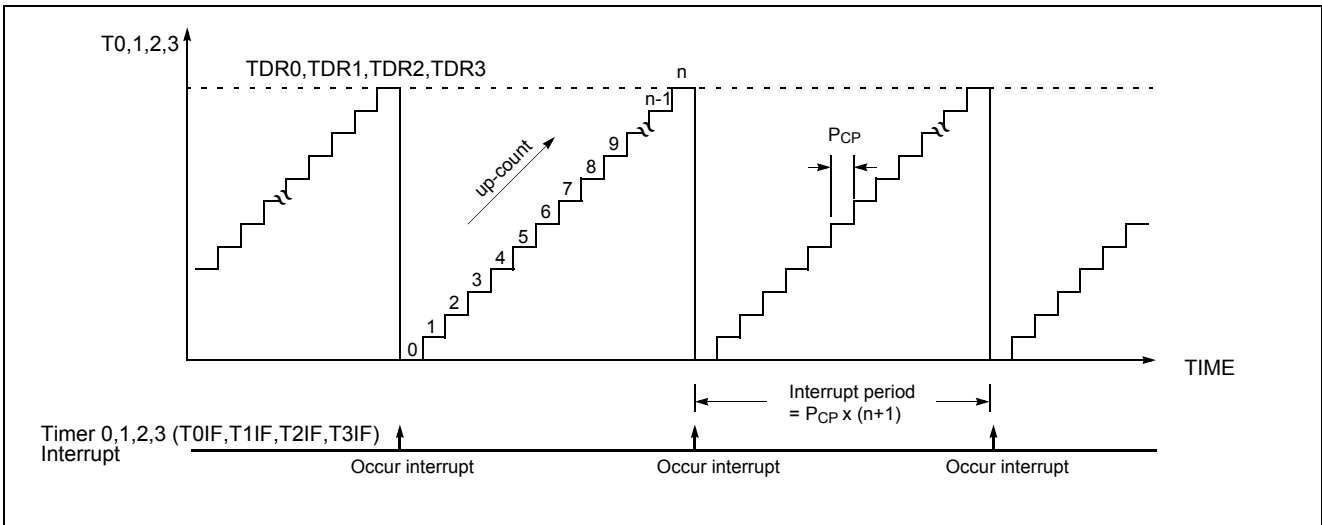 T0,1,2,3
TDR0,TDR1,TDR2,TDR3
n
n-1
9
8
7
6
5
4
3
2
1
0
up-count
PCP
TIME
Interrupt period
= PCP x (n+1)
Timer 0,1,2,3 (T0IF,T1IF,T2IF,T3IF)
Interrupt
Occur interrupt
Occur interrupt
Occur interrupt